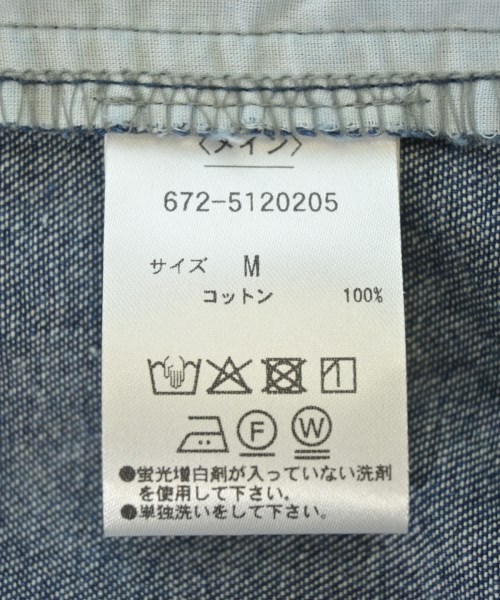 〈メイン〉
672-5120205
サイズ M
コットン 100%
F W
●蛍光増白剤が入っていない洗剤
を使用して下さい。
●単独洗いをして下さい。